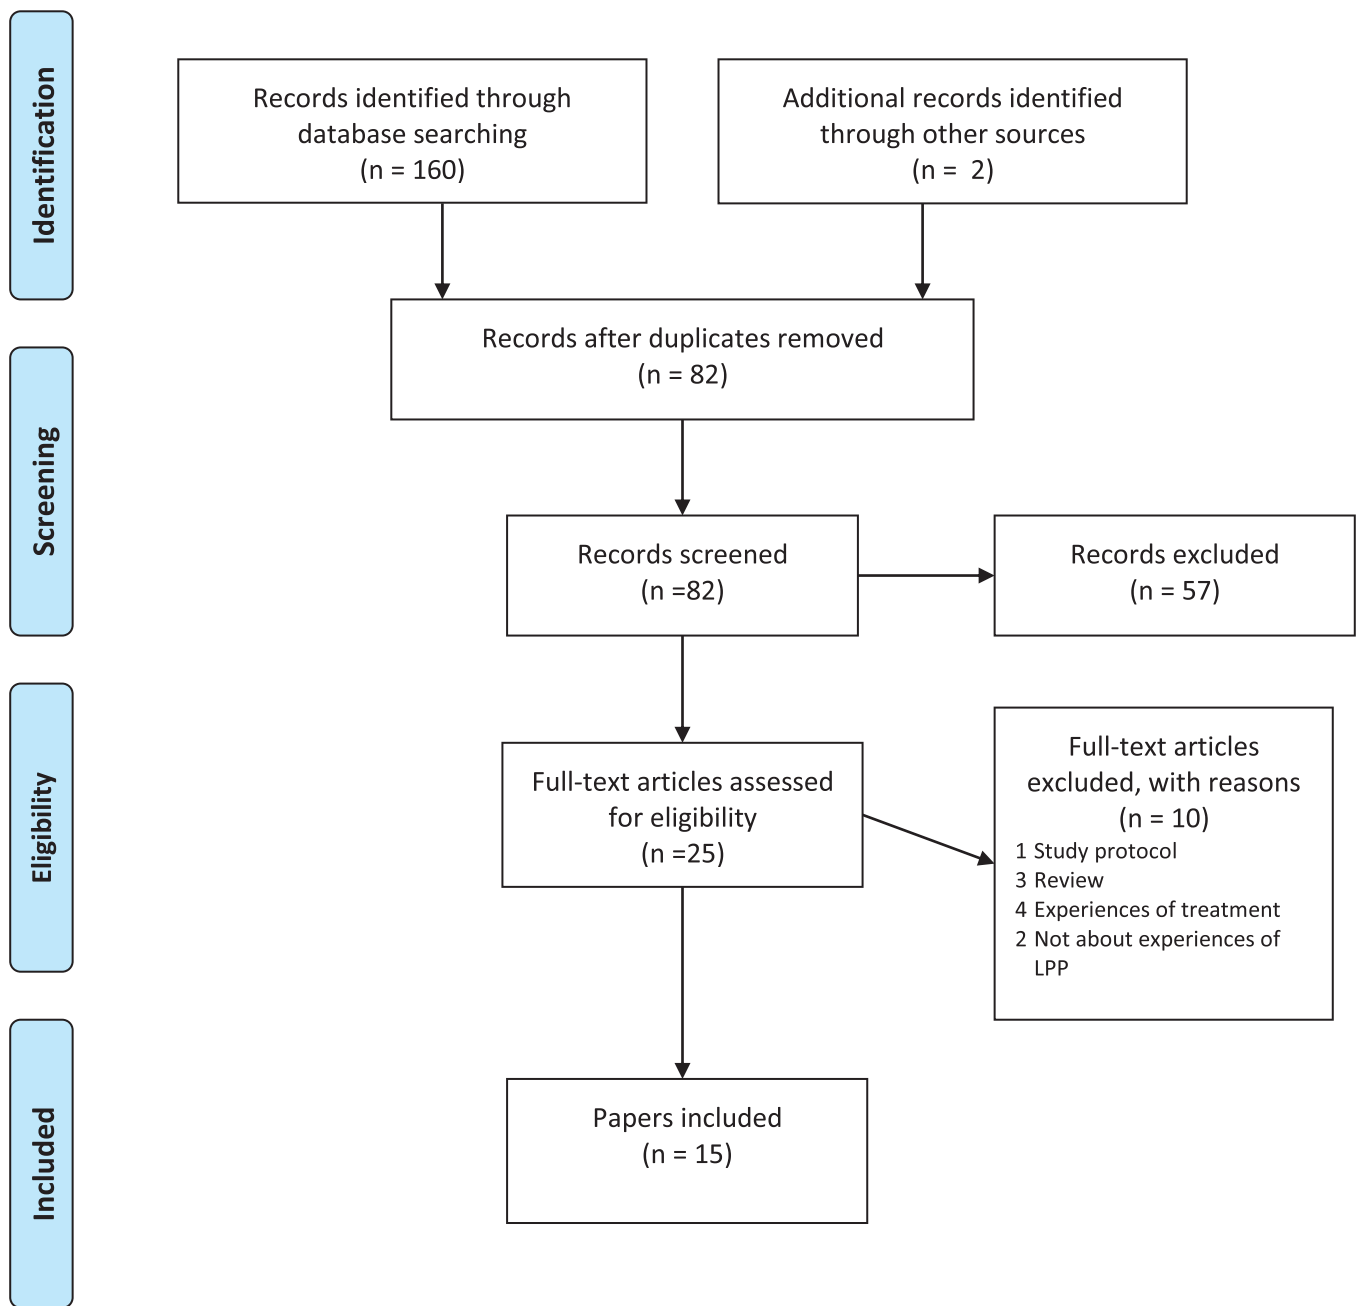 Identification
Records identified through
database searching
(n = 160)
Additional records identified
through other sources
(n =  2)
Records after duplicates removed
(n = 82)
Screening
Records screened
(n =82)
Records excluded
(n = 57)
Eligibility
Full-text articles assessed
for eligibility
(n =25)
Full-text articles
excluded, with reasons
(n = 10)
1 Study protocol
3 Review
4 Experiences of treatment
2 Not about experiences of
LPP
Included
Papers included
(n = 15)